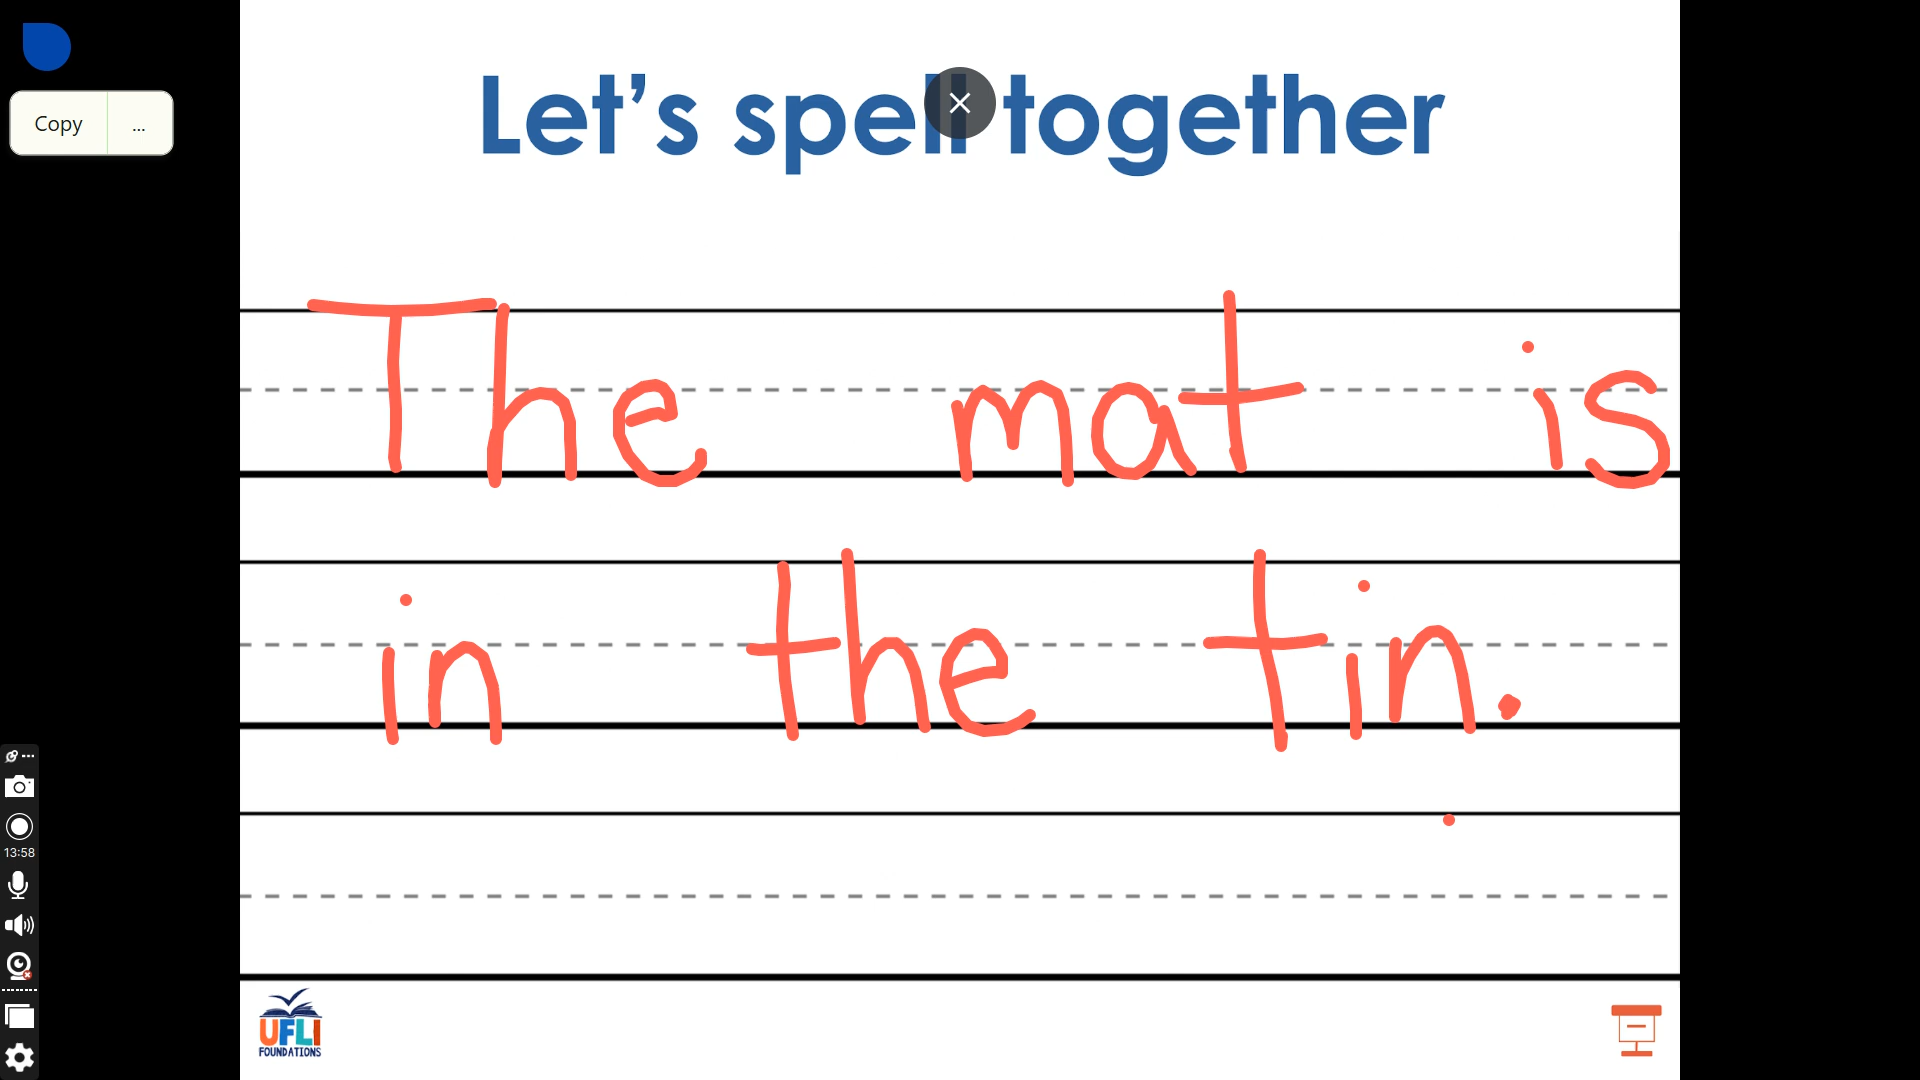 Copy
...
Let's spell together
The mat is
in the tin.
13:58
UFLI
FOUNDATIONS